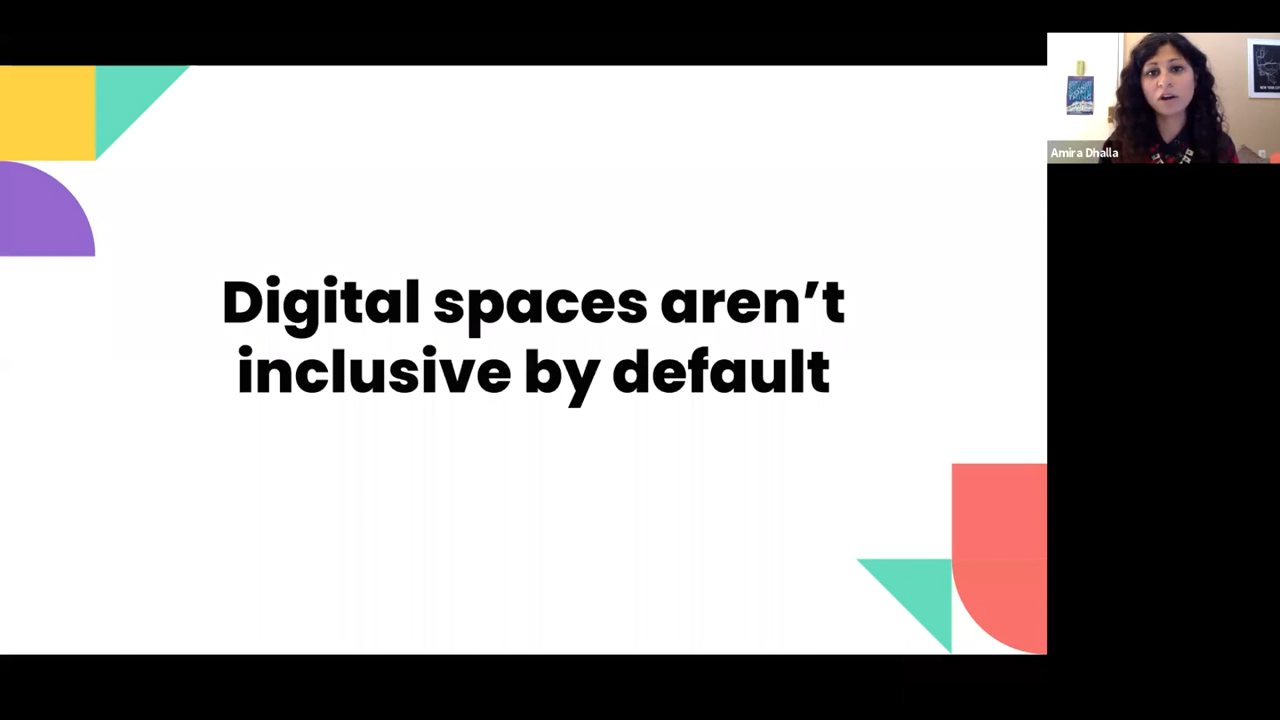 Digital spaces aren’t
inclusive by default
Amira Dhalla